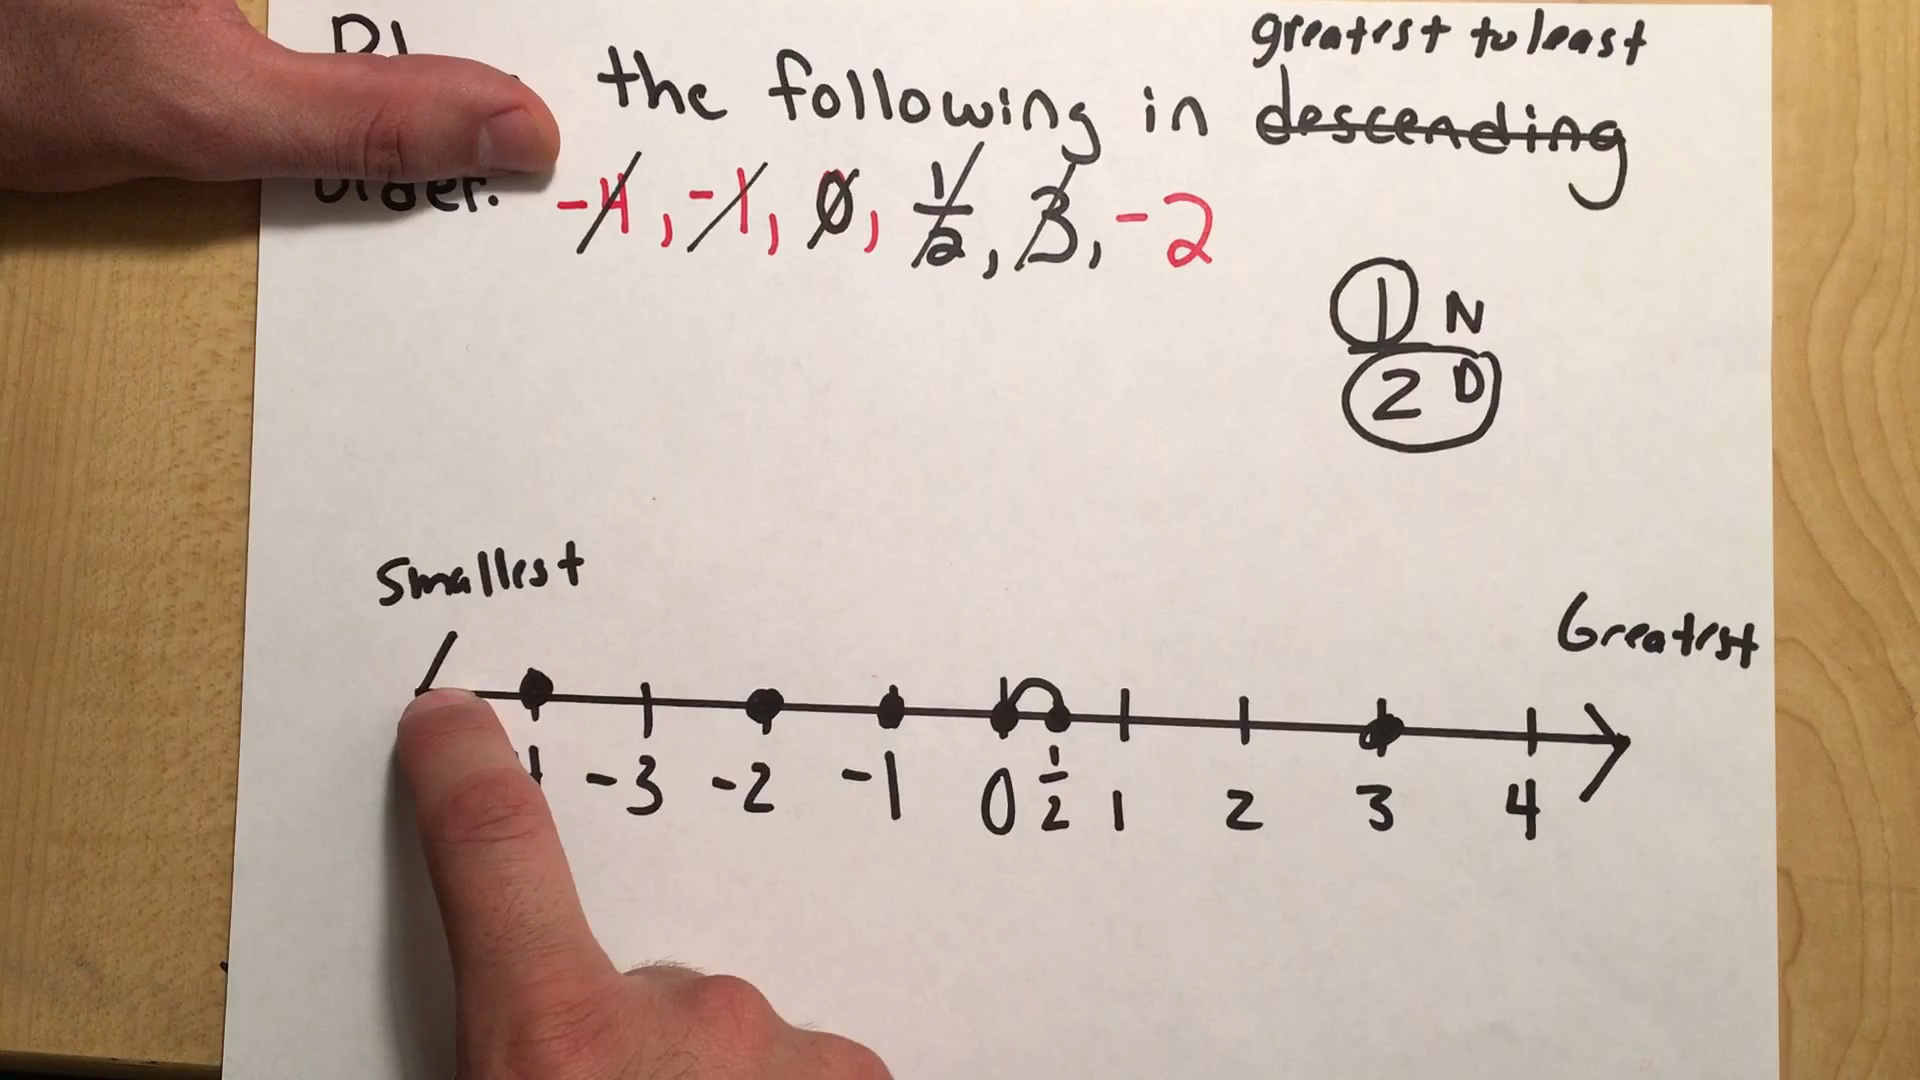 greatest to least
the following in descending
order. -4, -1, 0, 1/2, 3, -2
1 N
2 D
Smallest
Greatest
-3 -2 -1 0 1/2 1 2 3 4